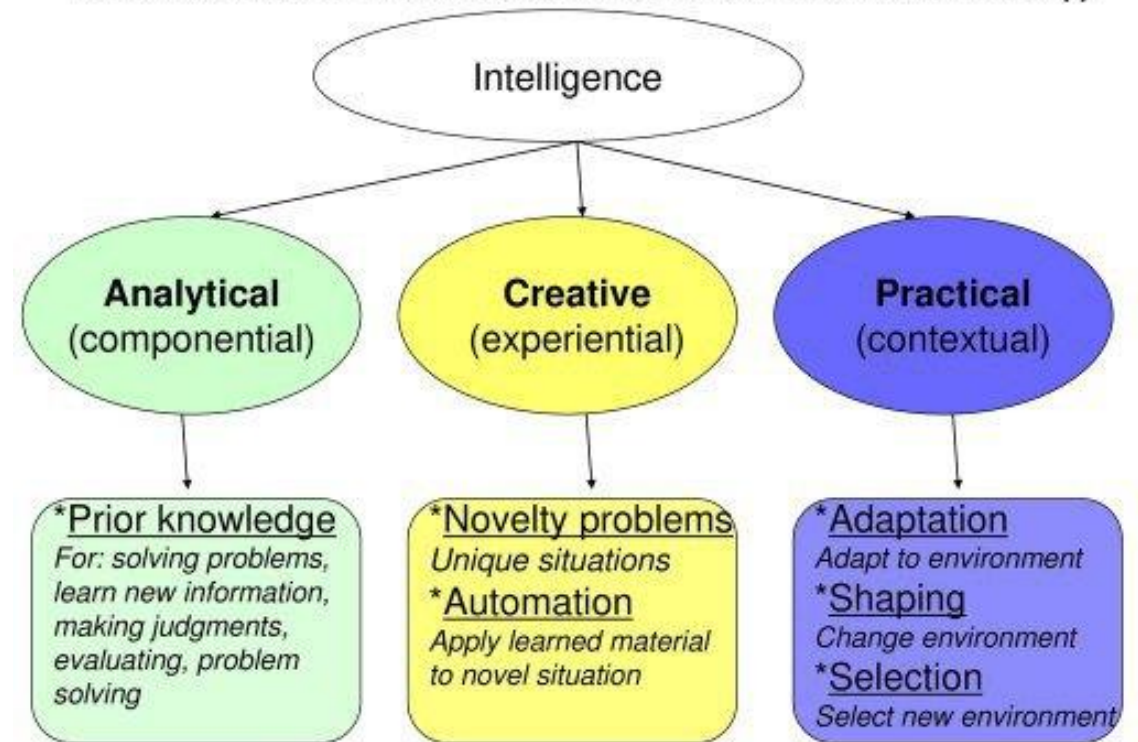 Intelligence
Analytical
(componential)
Creative
(experiential)
Practical
(contextual)
*Prior knowledge
For: solving problems,
learn new information,
making judgments,
evaluating, problem
solving
*Novelty problems
Unique situations
*Automation
Apply learned material
to novel situation
*Adaptation
Adapt to environment
*Shaping
Change environment
*Selection
Select new environment